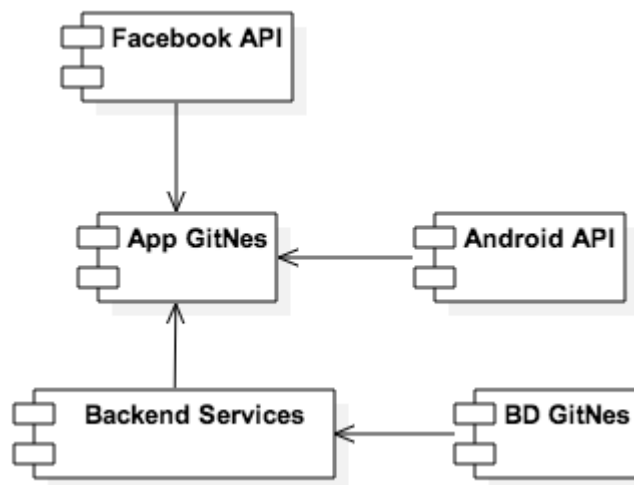 Facebook API
App GitNes
Android API
Backend Services
BD GitNes